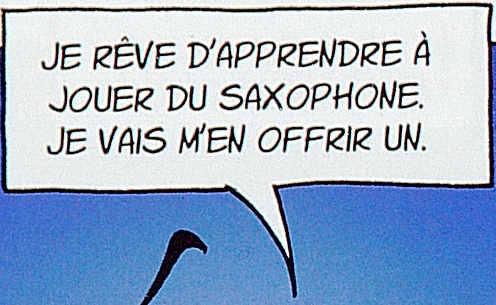 JE RÊVE D'APPRENDRE À
JOUER DU SAXOPHONE.
JE VAIS M'EN OFFRIR UN.